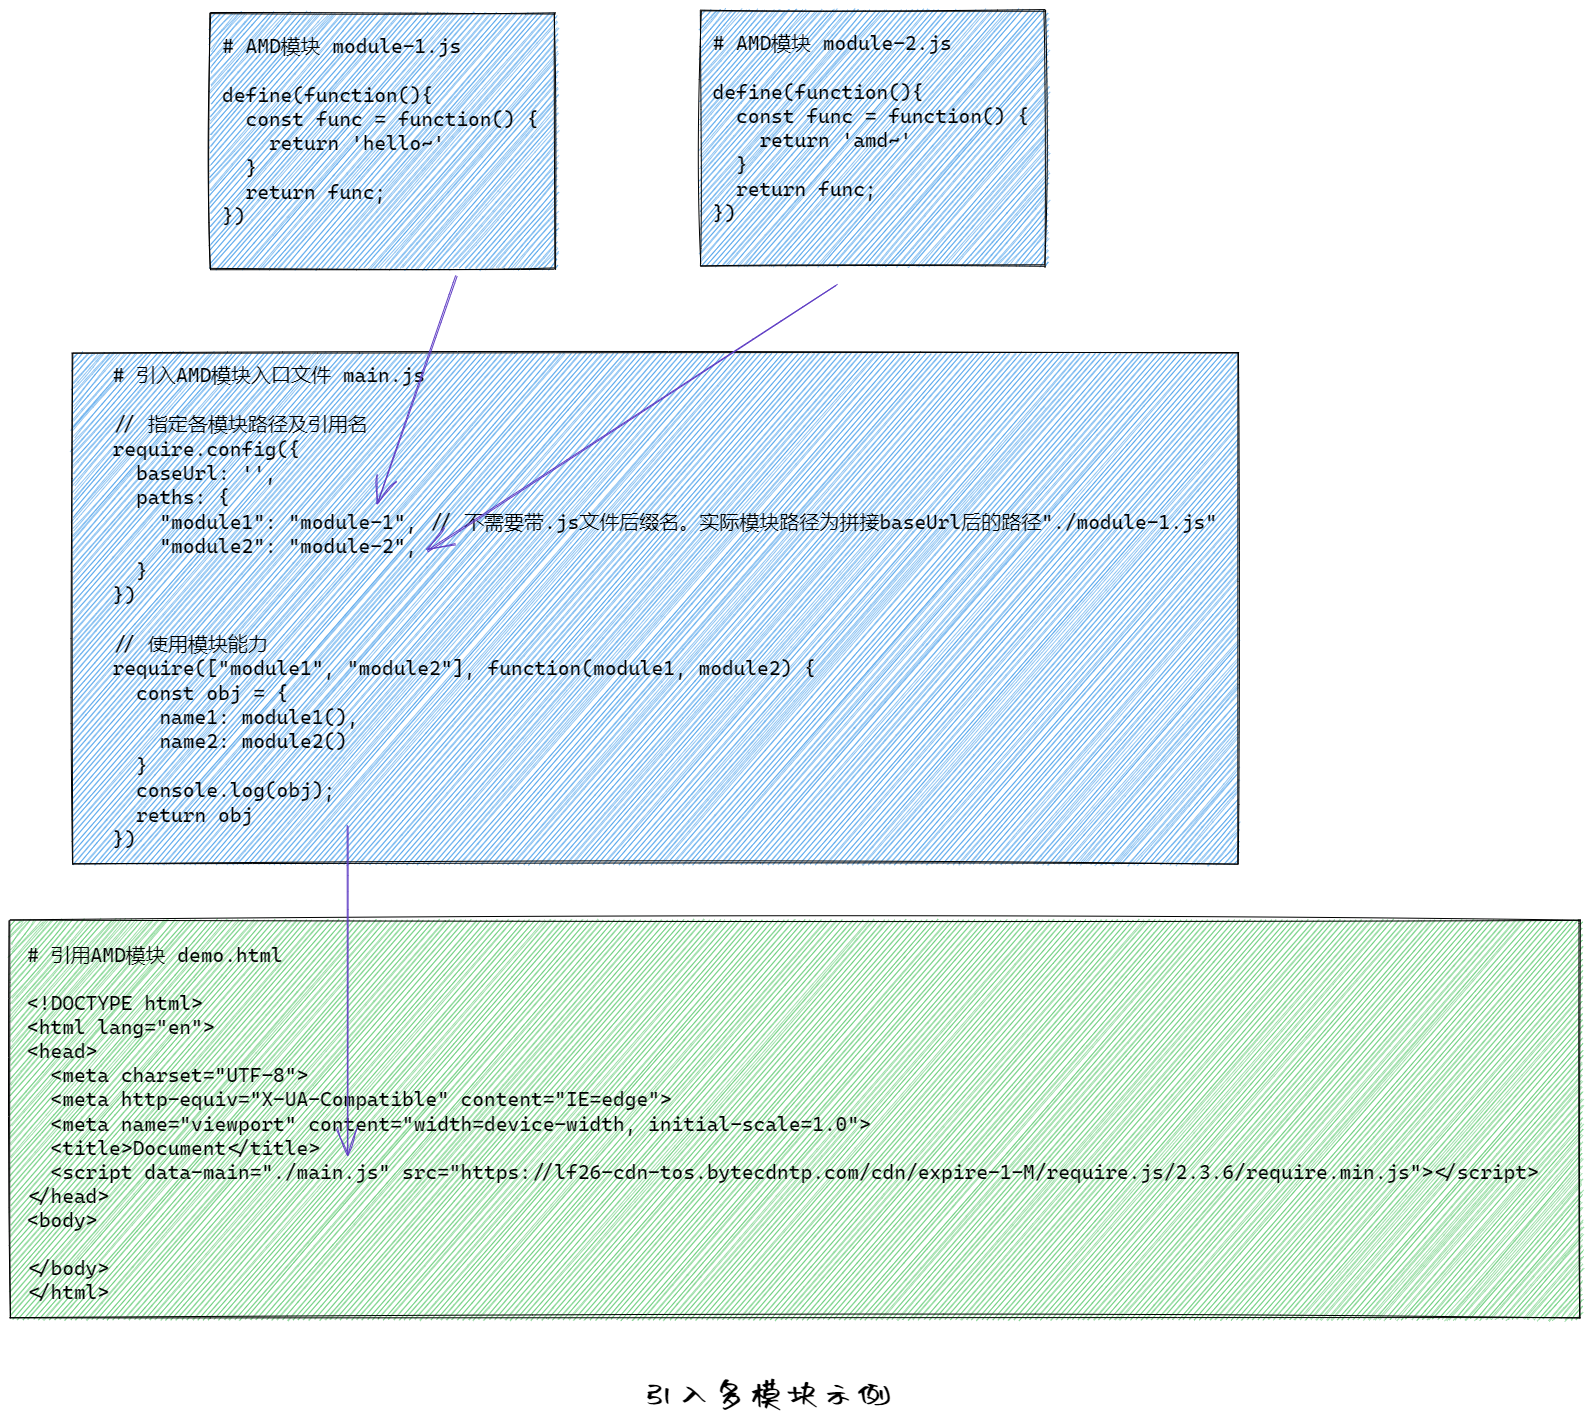 # AMD模块 module-1.js
define(function(){
  const func = function() {
    return 'hello~'
  }
  return func;
})
# AMD模块 module-2.js
define(function(){
  const func = function() {
    return 'amd~'
  }
  return func;
})
# 引入AMD模块入口文件 main.js
// 指定各模块路径及引用名
require.config({
  baseUrl: '',
  paths: {
    "module1": "module-1", // 不需要带.js文件后缀名。实际模块路径为拼接baseUrl后的路径"./module-1.js"
    "module2": "module-2",
  }
})
// 使用模块能力
require(["module1", "module2"], function(module1, module2) {
  const obj = {
    name1: module1(),
    name2: module2()
  }
  console.log(obj);
  return obj
})
# 引用AMD模块 demo.html
<!DOCTYPE html>
<html lang="en">
<head>
  <meta charset="UTF-8">
  <meta http-equiv="X-UA-Compatible" content="IE=edge">
  <meta name="viewport" content="width=device-width, initial-scale=1.0">
  <title>Document</title>
  <script data-main="./main.js" src="https://lf26-cdn-tos.bytecdntp.com/cdn/expire-1-M/require.js/2.3.6/require.min.js"></script>
</head>
<body>
</body>
</html>
引入多模块示例